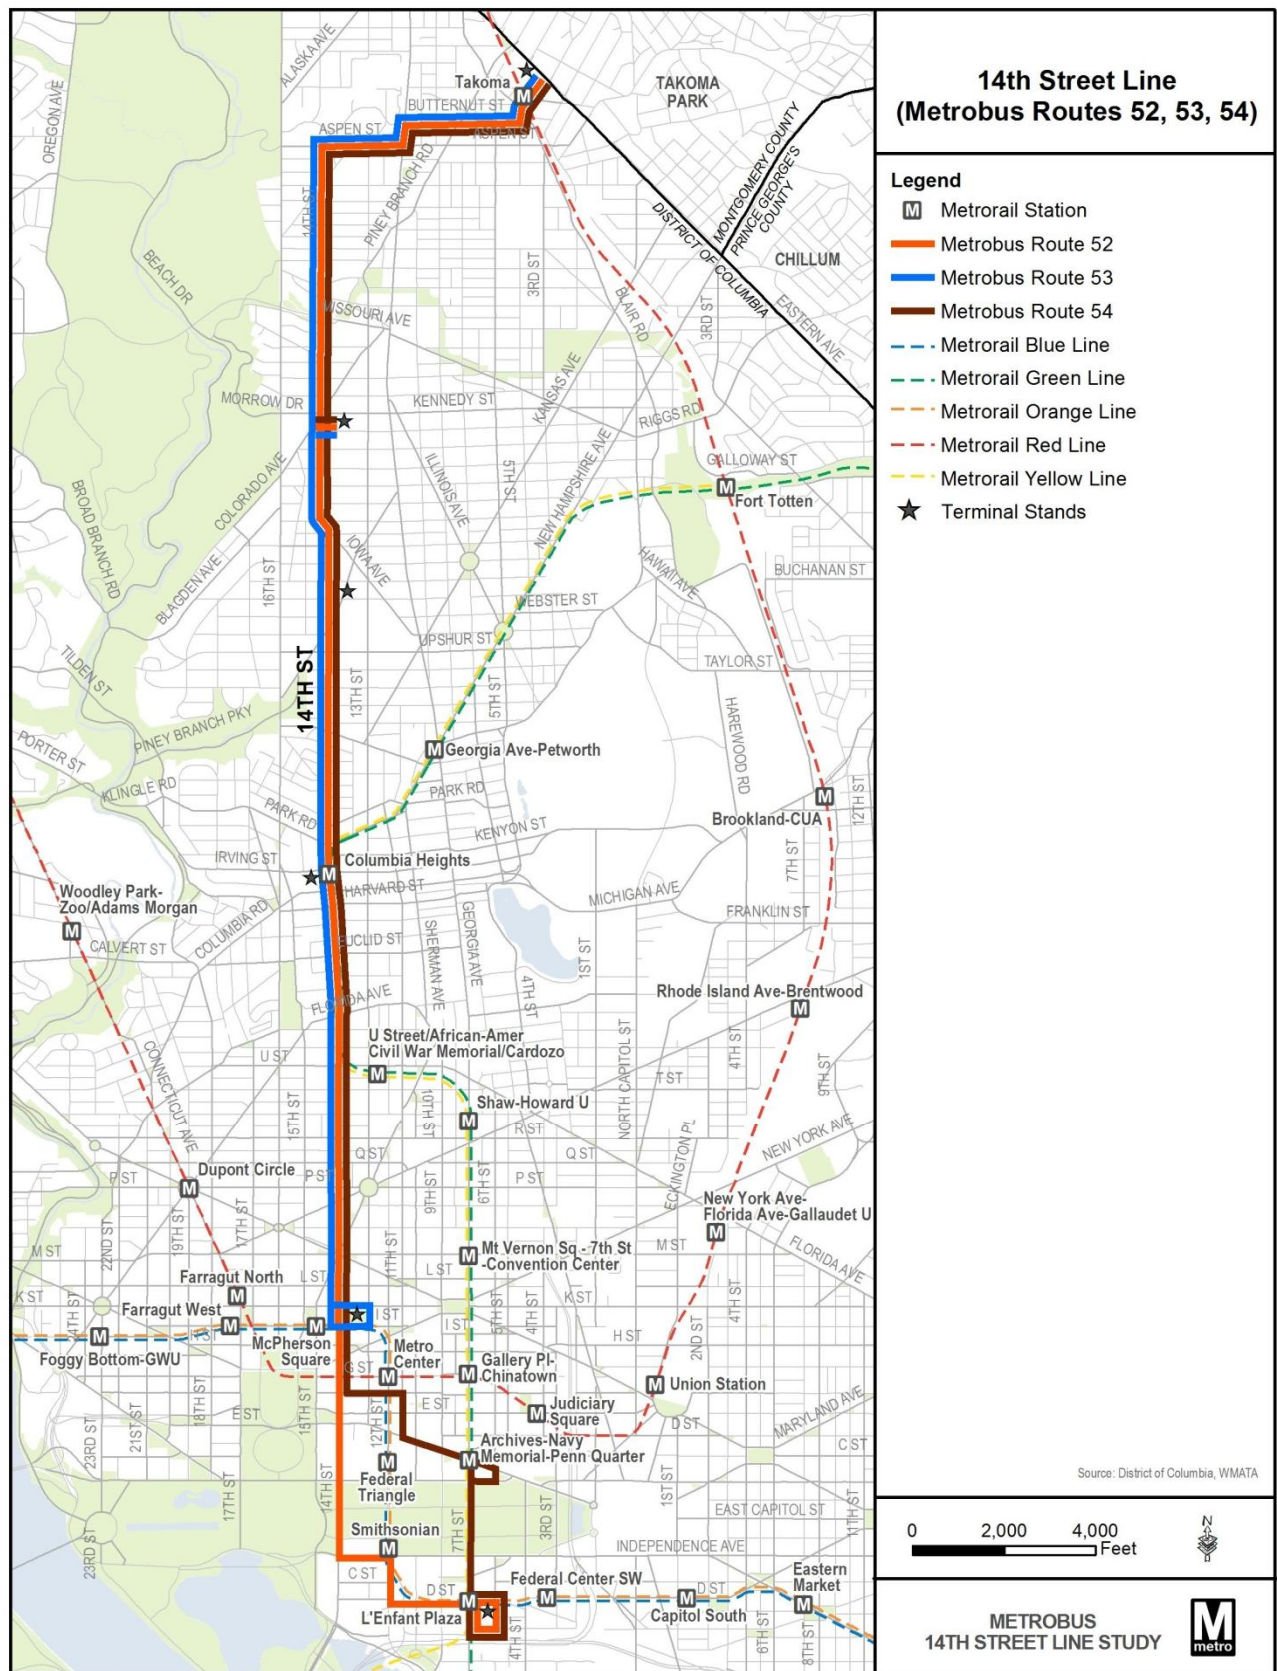 14th Street Line
(Metrobus Routes 52, 53, 54)
Legend
M Metrorail Station
Metrobus Route 52
Metrobus Route 53
Metrobus Route 54
Metrorail Blue Line
Metrorail Green Line
Metrorail Orange Line
Metrorail Red Line
Metrorail Yellow Line
Terminal Stands
ALASKA AVE
OREGON AVE
Takoma
M
TAKOMA
PARK
BUTTERNUT ST
ASPEN ST
ASPEN ST
MONTGOMERY COUNTY
PRINCE GEORGE'S
COUNTY
DISTRICT OF COLUMBIA
CHILLUM
14TH ST
PINEY BRANCH RD
BEACH DR
3RD ST
MISSOURI AVE
BLAIR RD
3RD ST
EASTERN AVE
MORROW DR
KENNEDY ST
KANSAS AVE
RIGGS RD
COLORADO AVE
ILLINOIS AVE
5TH ST
NEW HAMPSHIRE AVE
GALLOWAY ST
M
Fort Totten
BROAD BRANCH RD
BLAGDEN AVE
16TH ST
IOWA AVE
HAWAII AVE
BUCHANAN ST
WEBSTER ST
UPSHUR ST
TAYLOR ST
TILDEN ST
14TH ST
13TH ST
5TH ST
HAREWOOD RD
PINEY BRANCH PKY
PORTER ST
KLINGLE RD
M Georgia Ave-Petworth
PARK RD
PARK RD
KENYON ST
M
Brookland-CUA
12TH ST
7TH ST
IRVING ST
Columbia Heights
M
HARVARD ST
MICHIGAN AVE
FRANKLIN ST
Woodley Park-
Zoo/Adams Morgan
M
CALVERT ST
COLUMBIA RD
EUCLID ST
SHERMAN AVE
GEORGIA AVE
4TH ST
1ST ST
FLORIDA AVE
Rhode Island Ave-Brentwood
M
CONNECTICUT AVE
U ST
U Street/African-Amer
Civil War Memorial/Cardozo
M
NORTH CAPITOL ST
4TH ST
T ST
9TH ST
15TH ST
10TH ST
Shaw-Howard U
M
R ST
Q ST
Q ST
NEW YORK AVE
Dupont Circle
M
P ST
P ST
P ST
9TH ST
6TH ST
ECKINGTON PL
New York Ave-
Florida Ave-Gallaudet U
M
M ST
22ND ST
19TH ST
17TH ST
11TH ST
Mt Vernon Sq - 7th St
-Convention Center
M
M ST
FLORIDA AVE
L ST
L ST
Farragut North
M
K ST
24TH ST
Farragut West
M
I ST
I ST
5TH ST
4TH ST
K ST
4TH ST
H ST
2ND ST
M
Foggy Bottom-GWU
M
McPherson
Square
Metro
Center
M
G ST
Gallery Pl-
Chinatown
M
M Union Station
18TH ST
15TH ST
E ST
12TH ST
E ST
Judiciary
Square
M
D ST
MARYLAND AVE
23RD ST
21ST ST
Archives-Navy
Memorial-Penn Quarter
M
C ST
17TH ST
14TH ST
M
Federal
Triangle
1ST ST
EAST CAPITOL ST
11TH ST
23RD ST
Smithsonian
M
7TH ST
3RD ST
INDEPENDENCE AVE
C ST
D ST
Federal Center SW
M
D ST
Eastern
Market
M
M
L'Enfant Plaza
4TH ST
M
Capitol South
6TH ST
8TH ST
Source: District of Columbia, WMATA
0 2,000 4,000
Feet
N
METROBUS
14TH STREET LINE STUDY
M
metro